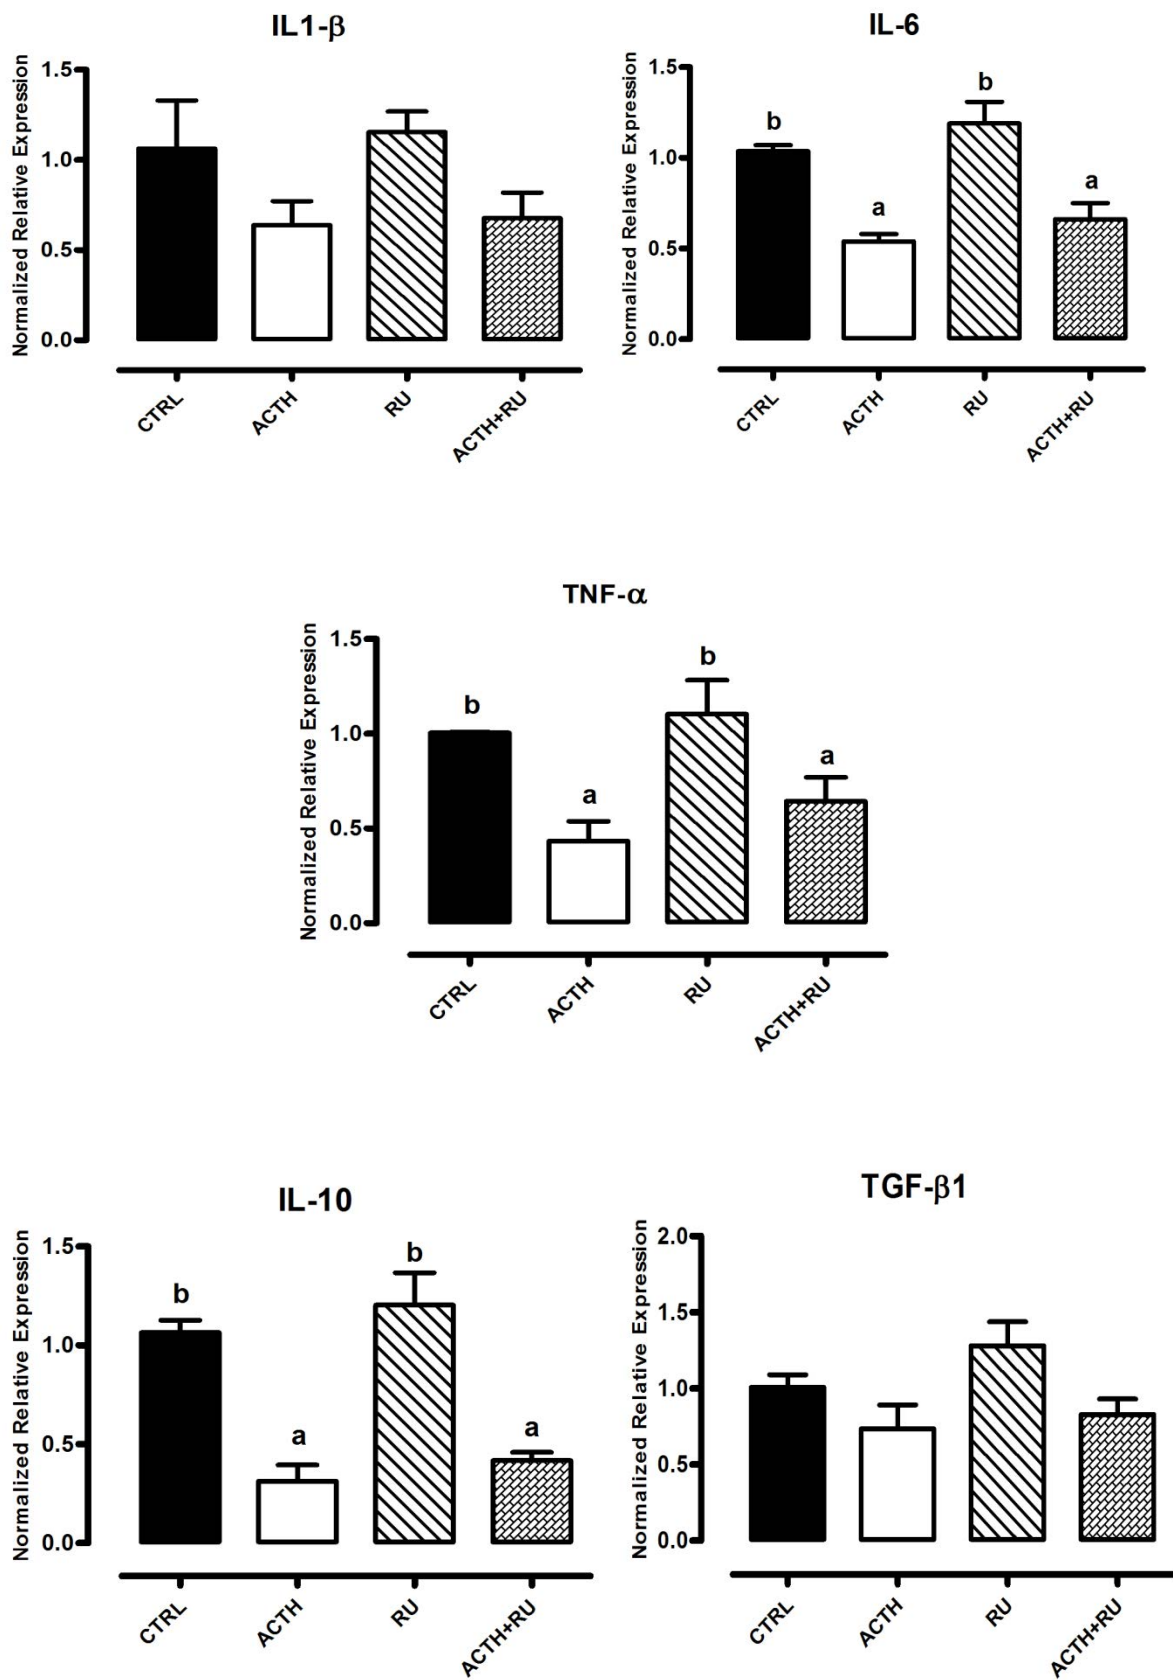 IL1-β
Normalized Relative Expression
1.5
1.0
0.5
0.0
CTRL
ACTH
RU
ACTH+RU
IL-6
Normalized Relative Expression
1.5
1.0
0.5
0.0
b
a
b
a
CTRL
ACTH
RU
ACTH+RU
TNF-α
Normalized Relative Expression
1.5
1.0
0.5
0.0
b
a
b
a
CTRL
ACTH
RU
ACTH+RU
IL-10
Normalized Relative Expression
1.5
1.0
0.5
0.0
b
a
b
a
CTRL
ACTH
RU
ACTH+RU
TGF-β1
Normalized Relative Expression
2.0
1.5
1.0
0.5
0.0
CTRL
ACTH
RU
ACTH+RU